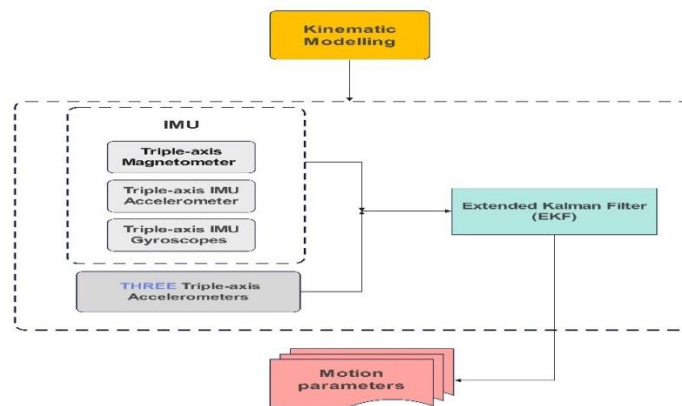 Kinematic
Modelling
IMU
Triple-axis
Magnetometer
Triple-axis IMU
Accelerometer
Triple-axis IMU
Gyroscopes
THREE Triple-axis
Accelerometers
Extended Kalman Filter
(EKF)
Motion
parameters